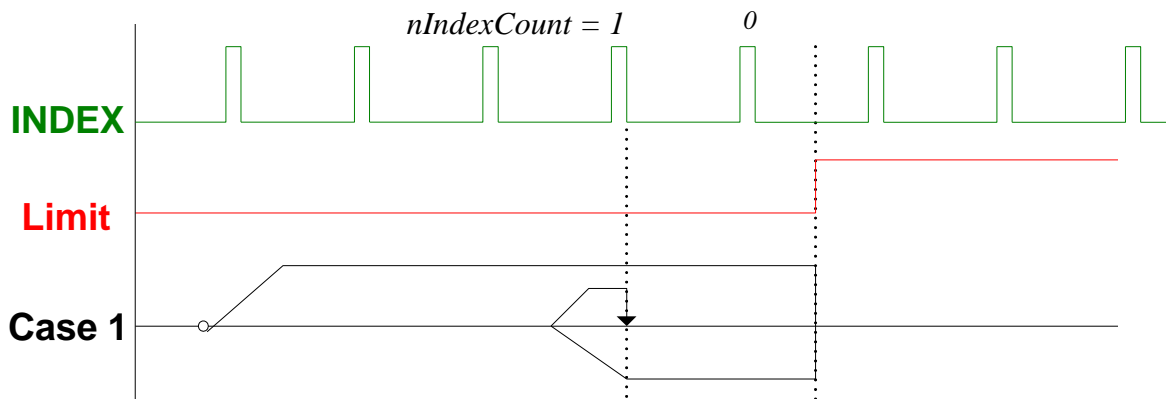 nIndexCount = 1 0
INDEX
Limit
Case 1